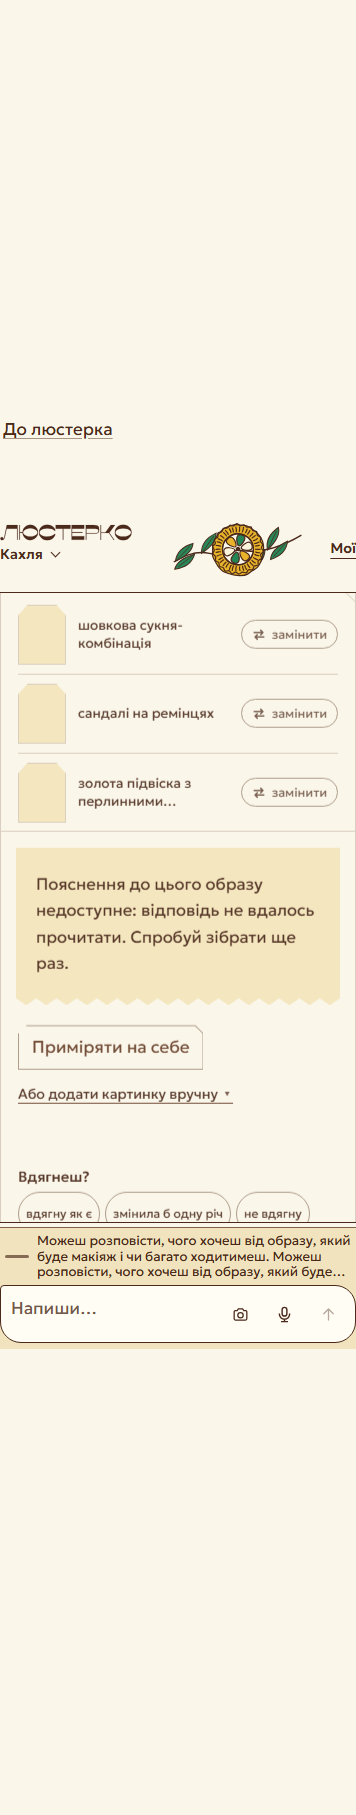 До люстерка
ЛЮСТЕРКО
Кахля
Мої
шовкова сукня-
комбінація
замінити
сандалі на ремінцях
замінити
золота підвіска з
перлинними…
замінити
Пояснення до цього образу
недоступне: відповідь не вдалось
прочитати. Спробуй зібрати ще
раз.
Приміряти на себе
Або додати картинку вручну
Вдягнеш?
вдягну як є
змінила б одну річ
не вдягну
Можеш розповісти, чого хочеш від образу, який
буде макіяж і чи багато ходитимеш. Можеш
розповісти, чого хочеш від образу, який буде…
Напиши…